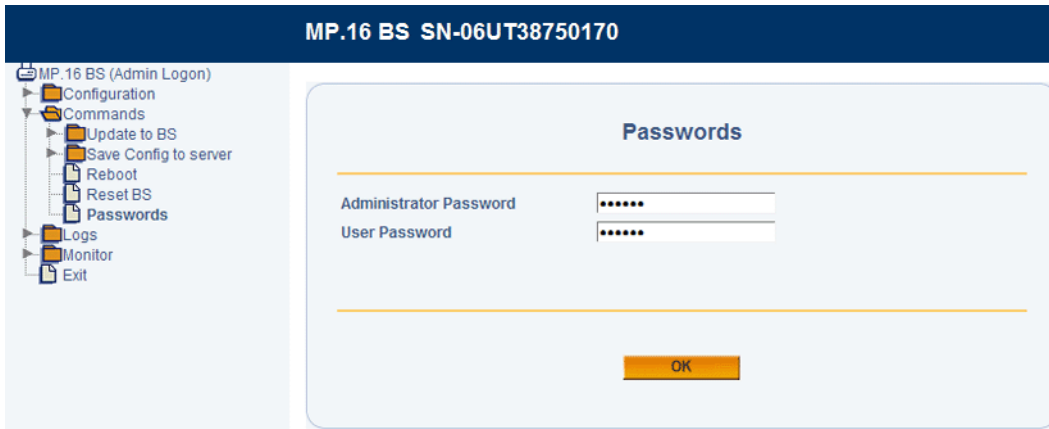 MP.16 BS SN-06UT38750170
MP.16 BS (Admin Logon)
Configuration
Commands
Update to BS
Save Config to server
Reboot
Reset BS
Passwords
Logs
Monitor
Exit
Passwords
Administrator Password ••••••
User Password ••••••
OK